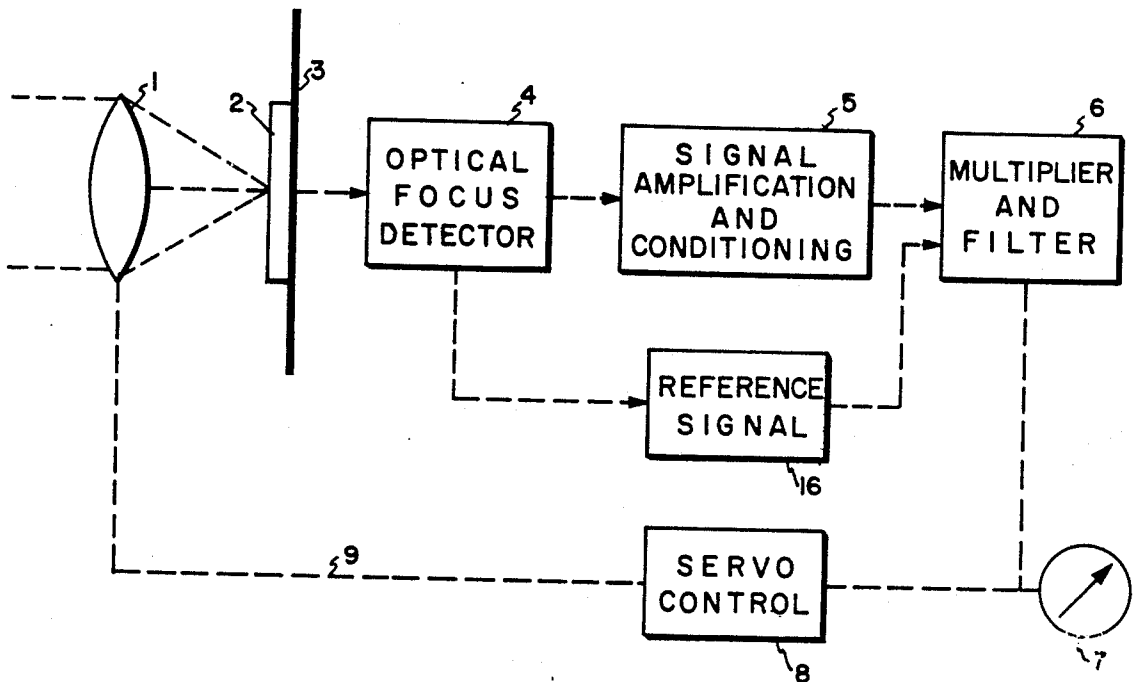 1
2
3
4
5
6
OPTICAL
FOCUS
DETECTOR
SIGNAL
AMPLIFICATION
AND
CONDITIONING
MULTIPLIER
AND
FILTER
REFERENCE
SIGNAL
16
9
SERVO
CONTROL
8
7